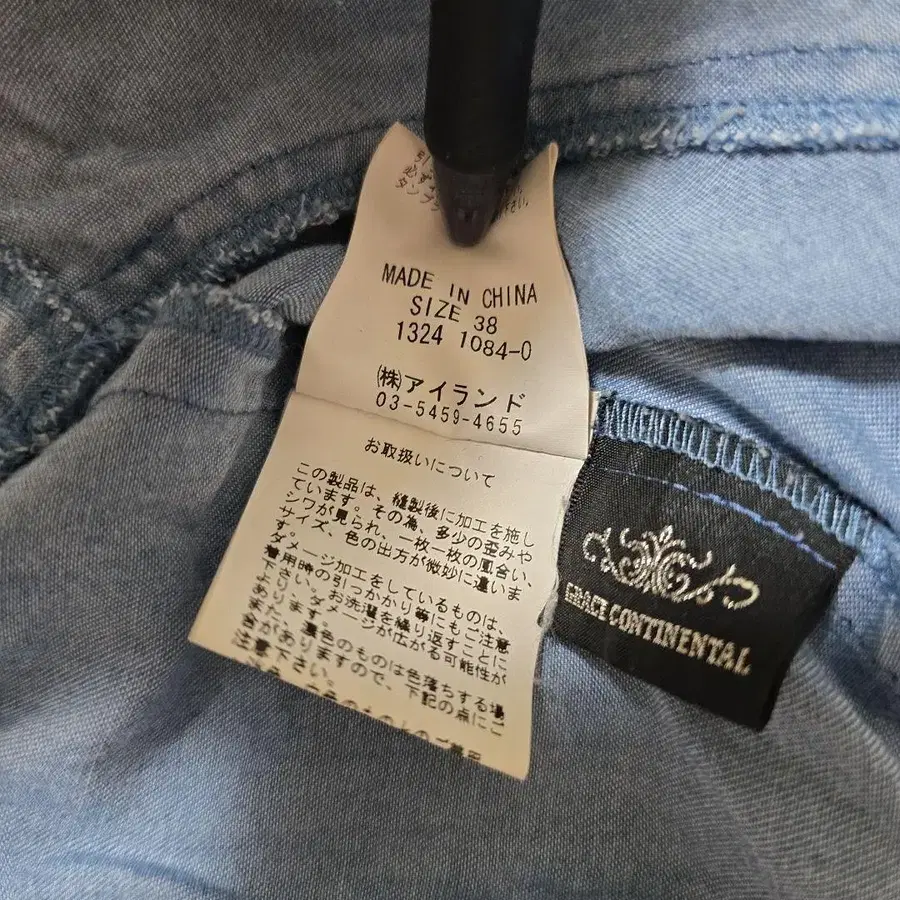 MADE IN CHINA
SIZE 38
1324 1084-0
㈱アイランド
03-5459-4655
お取扱いについて
この製品は、縫製後に加工を施し
ています。その為、多少の歪みや
シワが見られ、一枚一枚の風合い、
サイズ、色の出方が微妙に違いま
す。
ダメージ加工をしているものは、
着用時の引っかかり等にもご注意
下さい。お洗濯を繰り返すことに
より、ダメージが広がる可能性が
あります。
また、濃色のものは色落ちする場
合がありますので、下記の点にご
注意下さい。
GRACE CONTINENTAL